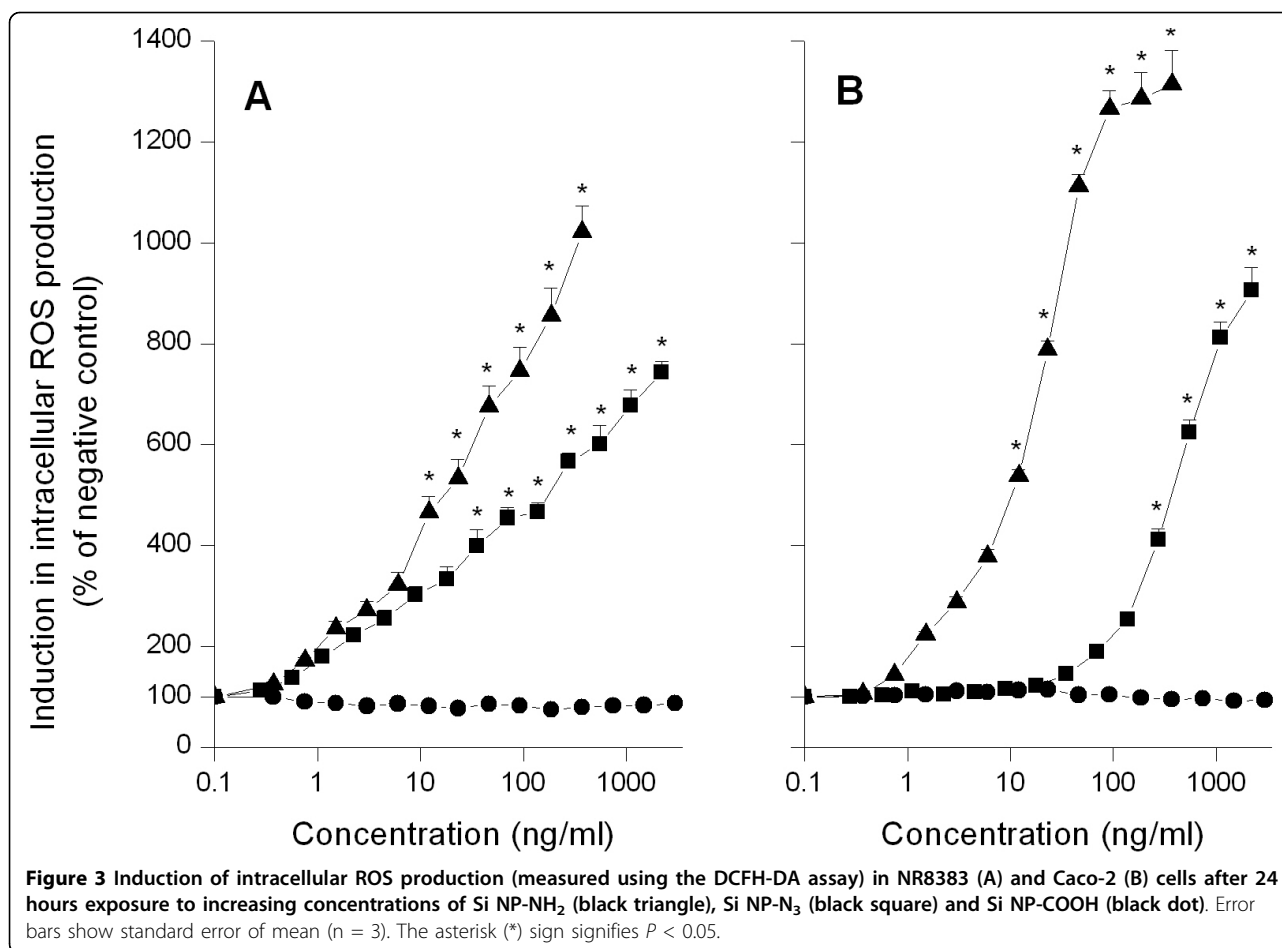 Induction in intracellular ROS production
(% of negative control)
1400
1200
1000
800
600
400
200
100
0
A
* * * * * * *
* * * * * * *
0.1 1 10 100 1000
Concentration (ng/ml)
B
* * * * * *
* * * *
0.1 1 10 100 1000
Concentration (ng/ml)
Figure 3 Induction of intracellular ROS production (measured using the DCFH-DA assay) in NR8383 (A) and Caco-2 (B) cells after 24
hours exposure to increasing concentrations of Si NP-NH₂ (black triangle), Si NP-N₃ (black square) and Si NP-COOH (black dot). Error
bars show standard error of mean (n = 3). The asterisk (*) sign signifies P < 0.05.